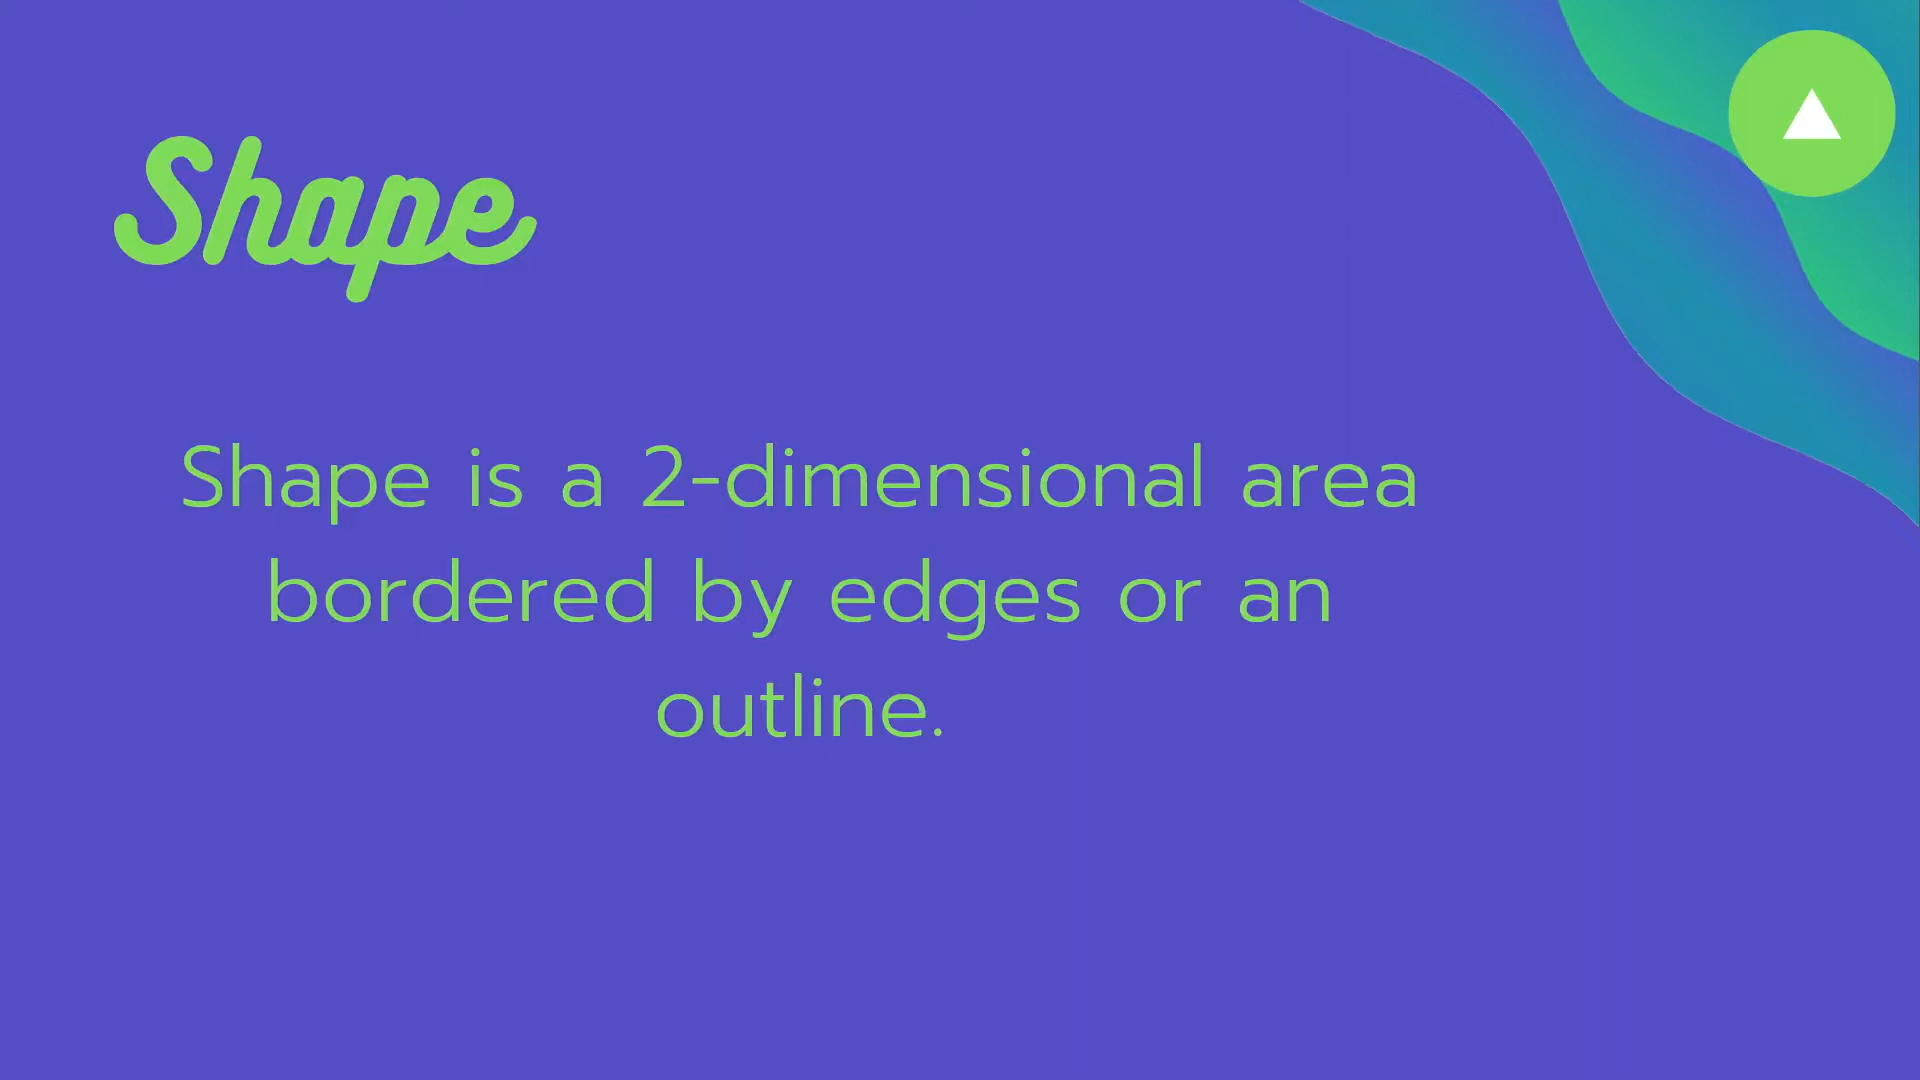 Shape
Shape is a 2-dimensional area
bordered by edges or an
outline.